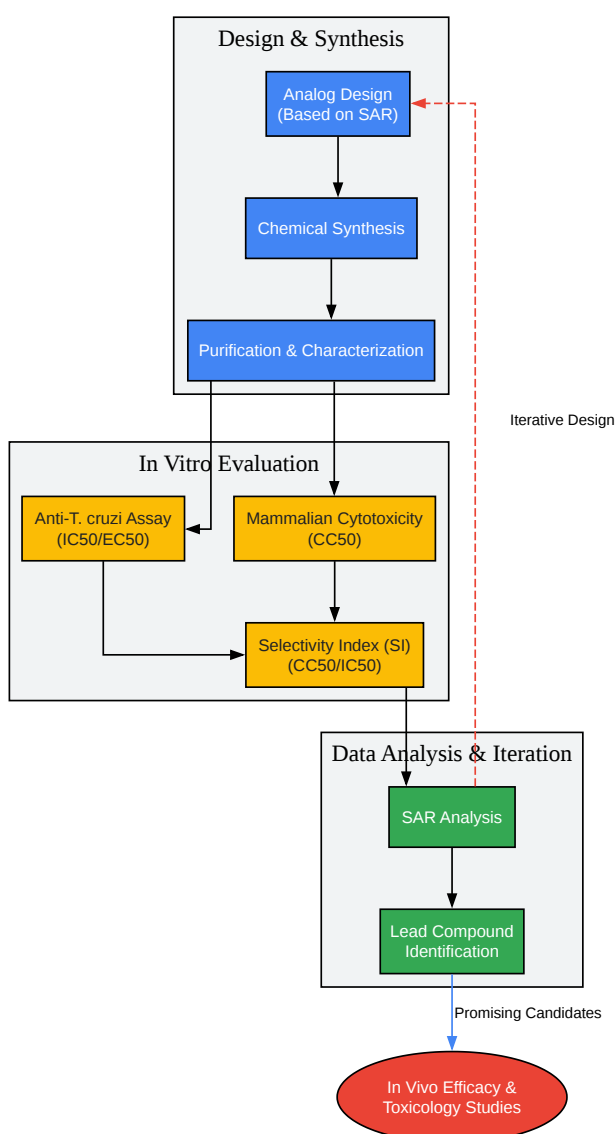 Design & Synthesis
Analog Design
(Based on SAR)
Chemical Synthesis
Purification & Characterization
Iterative Design
In Vitro Evaluation
Anti-T. cruzi Assay
(IC50/EC50)
Mammalian Cytotoxicity
(CC50)
Selectivity Index (SI)
(CC50/IC50)
Data Analysis & Iteration
SAR Analysis
Lead Compound
Identification
Promising Candidates
In Vivo Efficacy &
Toxicology Studies